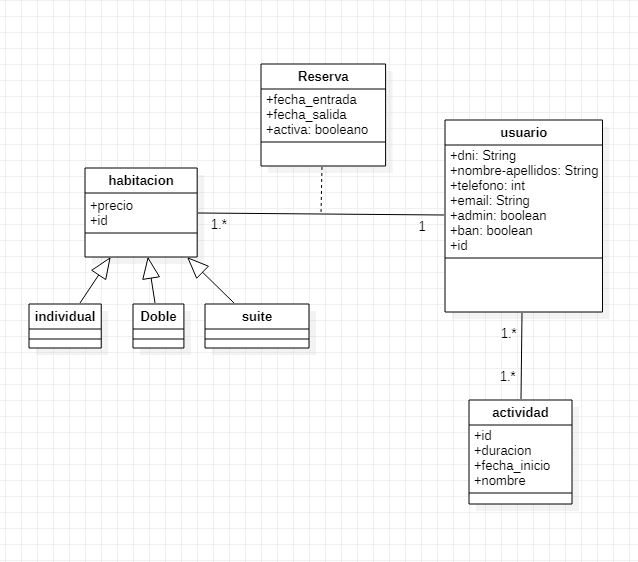 Reserva
+fecha_entrada
+fecha_salida
+activa: booleano
usuario
+dni: String
+nombre-apellidos: String
+telefono: int
+email: String
+admin: boolean
+ban: boolean
+id
habitacion
+precio
+id
1.*
1
individual
Doble
suite
1.*
1.*
actividad
+id
+duracion
+fecha_inicio
+nombre